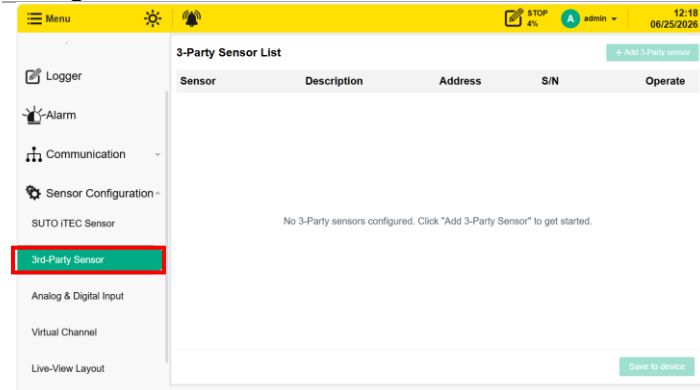 Menu
STOP
4%
A admin
12:18
06/25/2026
3-Party Sensor List
+ Add 3-Party sensor
Logger
Sensor Description Address S/N Operate
Alarm
Communication
Sensor Configuration
SUTO iTEC Sensor
No 3-Party sensors configured. Click "Add 3-Party Sensor" to get started.
3rd-Party Sensor
Analog & Digital Input
Virtual Channel
Live-View Layout
Save to device